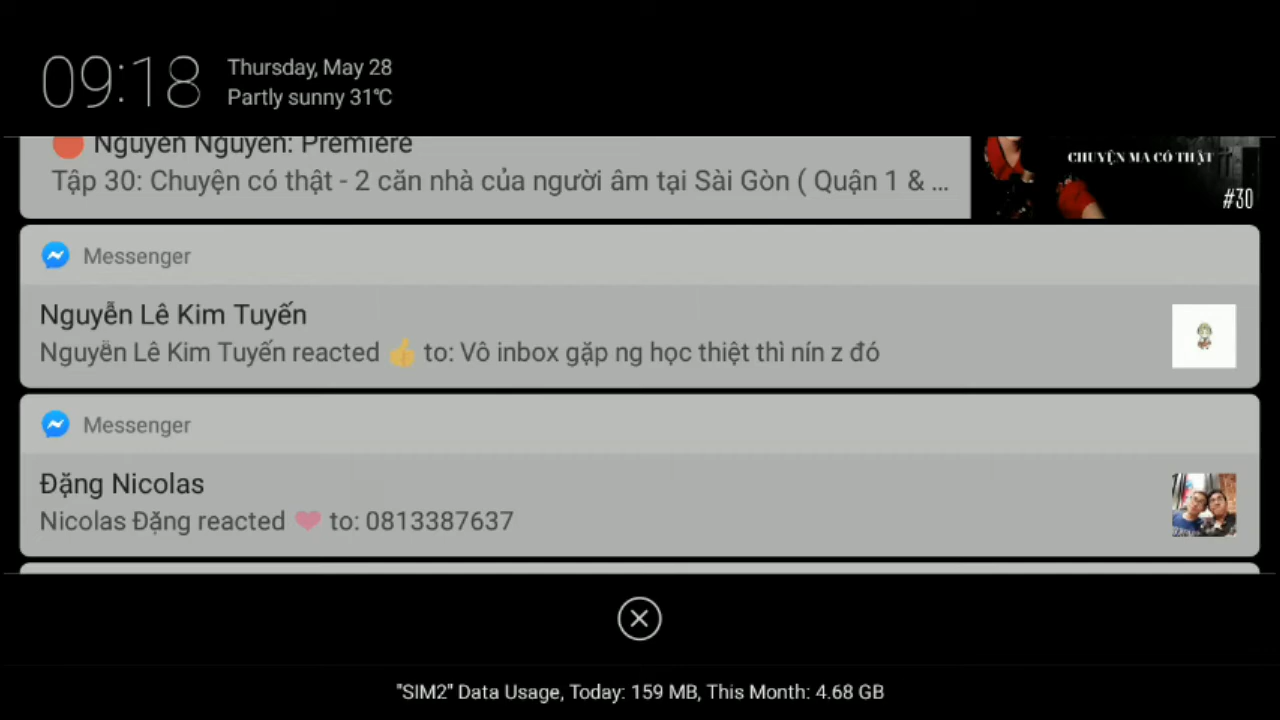 09:18
Thursday, May 28
Partly sunny 31℃
Nguyen Nguyen: Premiere
Tập 30: Chuyện có thật - 2 căn nhà của người âm tại Sài Gòn ( Quận 1 & ...
CHUYỆN MA CÓ THẬT
#30
Messenger
Nguyễn Lê Kim Tuyến
Nguyễn Lê Kim Tuyến reacted 👍 to: Vô inbox gặp ng học thiệt thì nín z đó
Messenger
Đặng Nicolas
Nicolas Đặng reacted ❤ to: 0813387637
"SIM2" Data Usage, Today: 159 MB, This Month: 4.68 GB